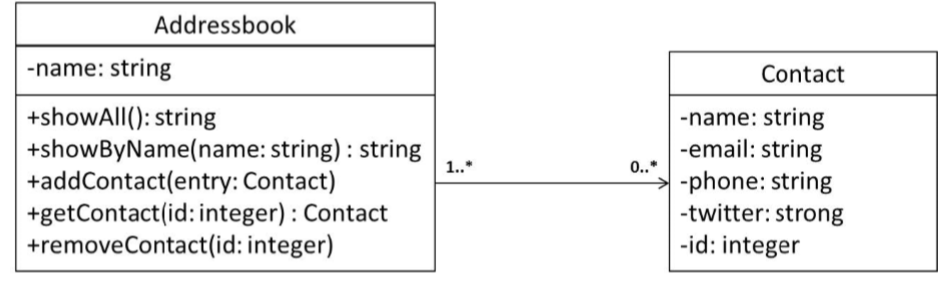 Addressbook
-name: string
+showAll(): string
+showByName(name: string) : string
+addContact(entry: Contact)
+getContact(id: integer) : Contact
+removeContact(id: integer)
1..*
0..*
Contact
-name: string
-email: string
-phone: string
-twitter: strong
-id: integer